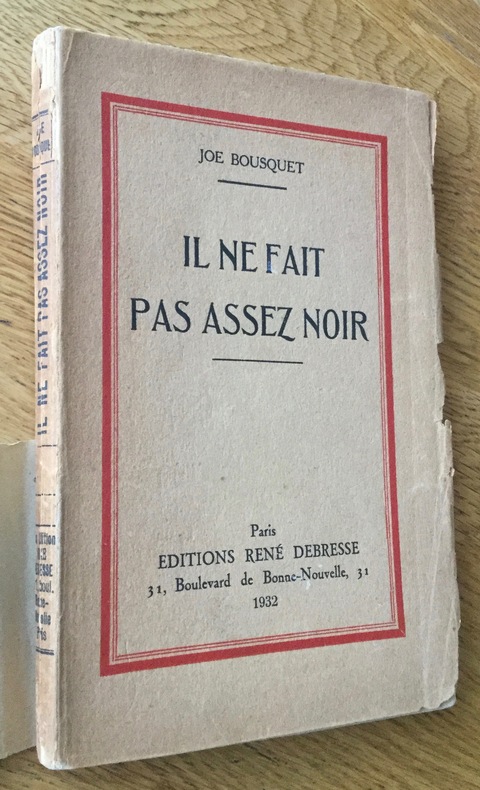 JOE BOUSQUET
IL NE FAIT
PAS ASSEZ NOIR
Paris
EDITIONS RENÉ DEBRESSE
31, Boulevard de Bonne-Nouvelle, 31
1932
IL NE FAIT PAS ASSEZ NOIR